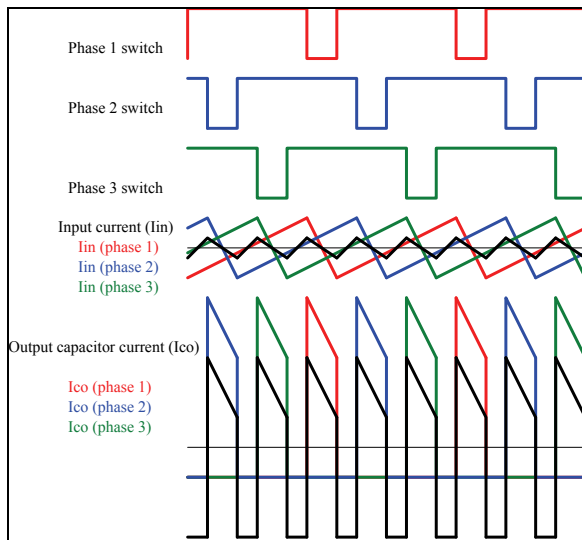 Phase 1 switch
Phase 2 switch
Phase 3 switch
Input current (Iin)
Iin (phase 1)
Iin (phase 2)
Iin (phase 3)
Output capacitor current (Ico)
Ico (phase 1)
Ico (phase 2)
Ico (phase 3)